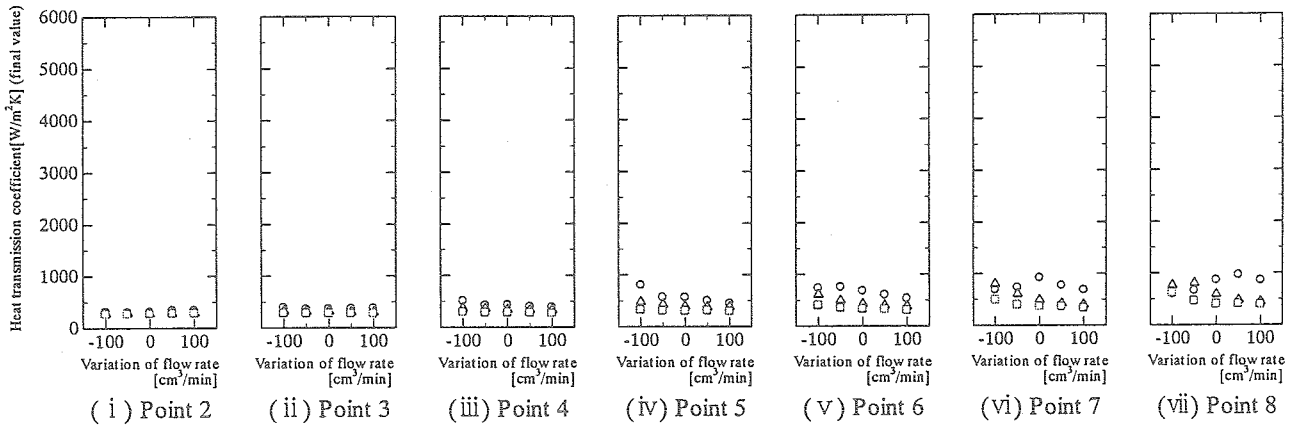 Heat transmission coefficient[W/m²K] (final value)
6000
5000
4000
3000
2000
1000
0
-100 0 100
-100 0 100
-100 0 100
-100 0 100
-100 0 100
-100 0 100
-100 0 100
Variation of flow rate
[cm³/min]
Variation of flow rate
[cm³/min]
Variation of flow rate
[cm³/min]
Variation of flow rate
[cm³/min]
Variation of flow rate
[cm³/min]
Variation of flow rate
[cm³/min]
Variation of flow rate
[cm³/min]
(i) Point 2
(ii) Point 3
(iii) Point 4
(iv) Point 5
(v) Point 6
(vi) Point 7
(vii) Point 8